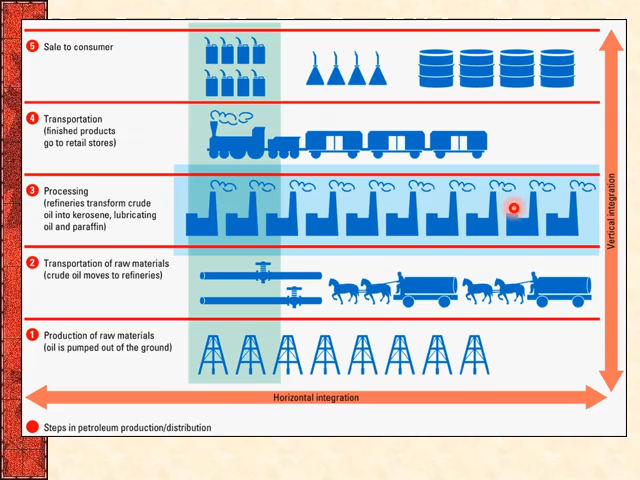 5 Sale to consumer
4 Transportation
(finished products
go to retail stores)
3 Processing
(refineries transform crude
oil into kerosene, lubricating
oil and paraffin)
2 Transportation of raw materials
(crude oil moves to refineries)
1 Production of raw materials
(oil is pumped out of the ground)
Vertical integration
Horizontal integration
Steps in petroleum production/distribution